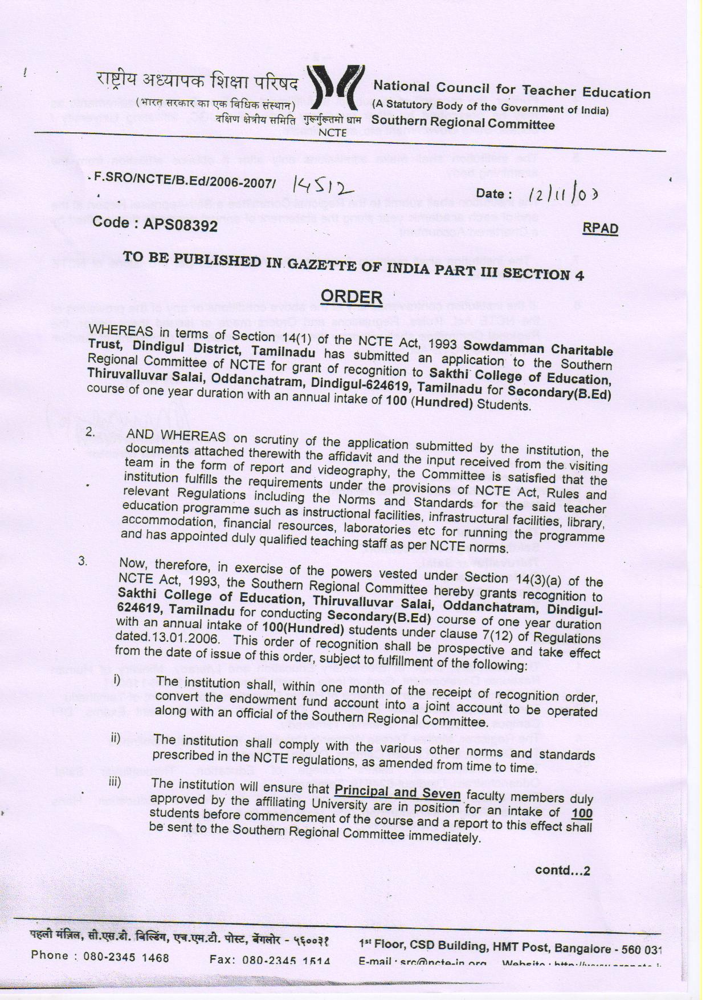 राष्ट्रीय अध्यापक शिक्षा परिषद
(भारत सरकार का एक विधिक संस्थान)
दक्षिण क्षेत्रीय समिति
गुरूर्गुरूतमो धाम
NCTE
National Council for Teacher Education
(A Statutory Body of the Government of India)
Southern Regional Committee
F.SRO/NCTE/B.Ed/2006-2007/ 14512
Date : 12/11/07
Code : APS08392
RPAD
TO BE PUBLISHED IN GAZETTE OF INDIA PART III SECTION 4
ORDER
WHEREAS in terms of Section 14(1) of the NCTE Act, 1993 Sowdamman Charitable
Trust, Dindigul District, Tamilnadu has submitted an application to the Southern
Regional Committee of NCTE for grant of recognition to Sakthi College of Education,
Thiruvalluvar Salai, Oddanchatram, Dindigul-624619, Tamilnadu for Secondary(B.Ed)
course of one year duration with an annual intake of 100 (Hundred) Students.
2. AND WHEREAS on scrutiny of the application submitted by the institution, the
documents attached therewith the affidavit and the input received from the visiting
team in the form of report and videography, the Committee is satisfied that the
institution fulfills the requirements under the provisions of NCTE Act, Rules and
relevant Regulations including the Norms and Standards for the said teacher
education programme such as instructional facilities, infrastructural facilities, library,
accommodation, financial resources, laboratories etc for running the programme
and has appointed duly qualified teaching staff as per NCTE norms.
3. Now, therefore, in exercise of the powers vested under Section 14(3)(a) of the
NCTE Act, 1993, the Southern Regional Committee hereby grants recognition to
Sakthi College of Education, Thiruvalluvar Salai, Oddanchatram, Dindigul-
624619, Tamilnadu for conducting Secondary(B.Ed) course of one year duration
with an annual intake of 100(Hundred) students under clause 7(12) of Regulations
dated.13.01.2006. This order of recognition shall be prospective and take effect
from the date of issue of this order, subject to fulfillment of the following:
i) The institution shall, within one month of the receipt of recognition order,
convert the endowment fund account into a joint account to be operated
along with an official of the Southern Regional Committee.
ii) The institution shall comply with the various other norms and standards
prescribed in the NCTE regulations, as amended from time to time.
iii) The institution will ensure that Principal and Seven faculty members duly
approved by the affiliating University are in position for an intake of 100
students before commencement of the course and a report to this effect shall
be sent to the Southern Regional Committee immediately.
contd...2
पहली मंज़िल, सी.एस.डी. बिल्डिंग, एच.एम.टी. पोस्ट, बेंगलोर - ५६००३१
Phone : 080-2345 1468 Fax: 080-2345 1514
1st Floor, CSD Building, HMT Post, Bangalore - 560 031
E-mail : src@ncte-in.org Website :